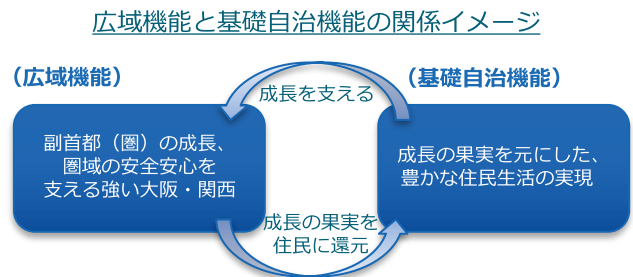 広域機能と基礎自治機能の関係イメージ
（広域機能）
（基礎自治機能）
成長を支える
副首都（圏）の成長、
圏域の安全安心を
支える強い大阪・関西
成長の果実を元にした、
豊かな住民生活の実現
成長の果実を
住民に還元